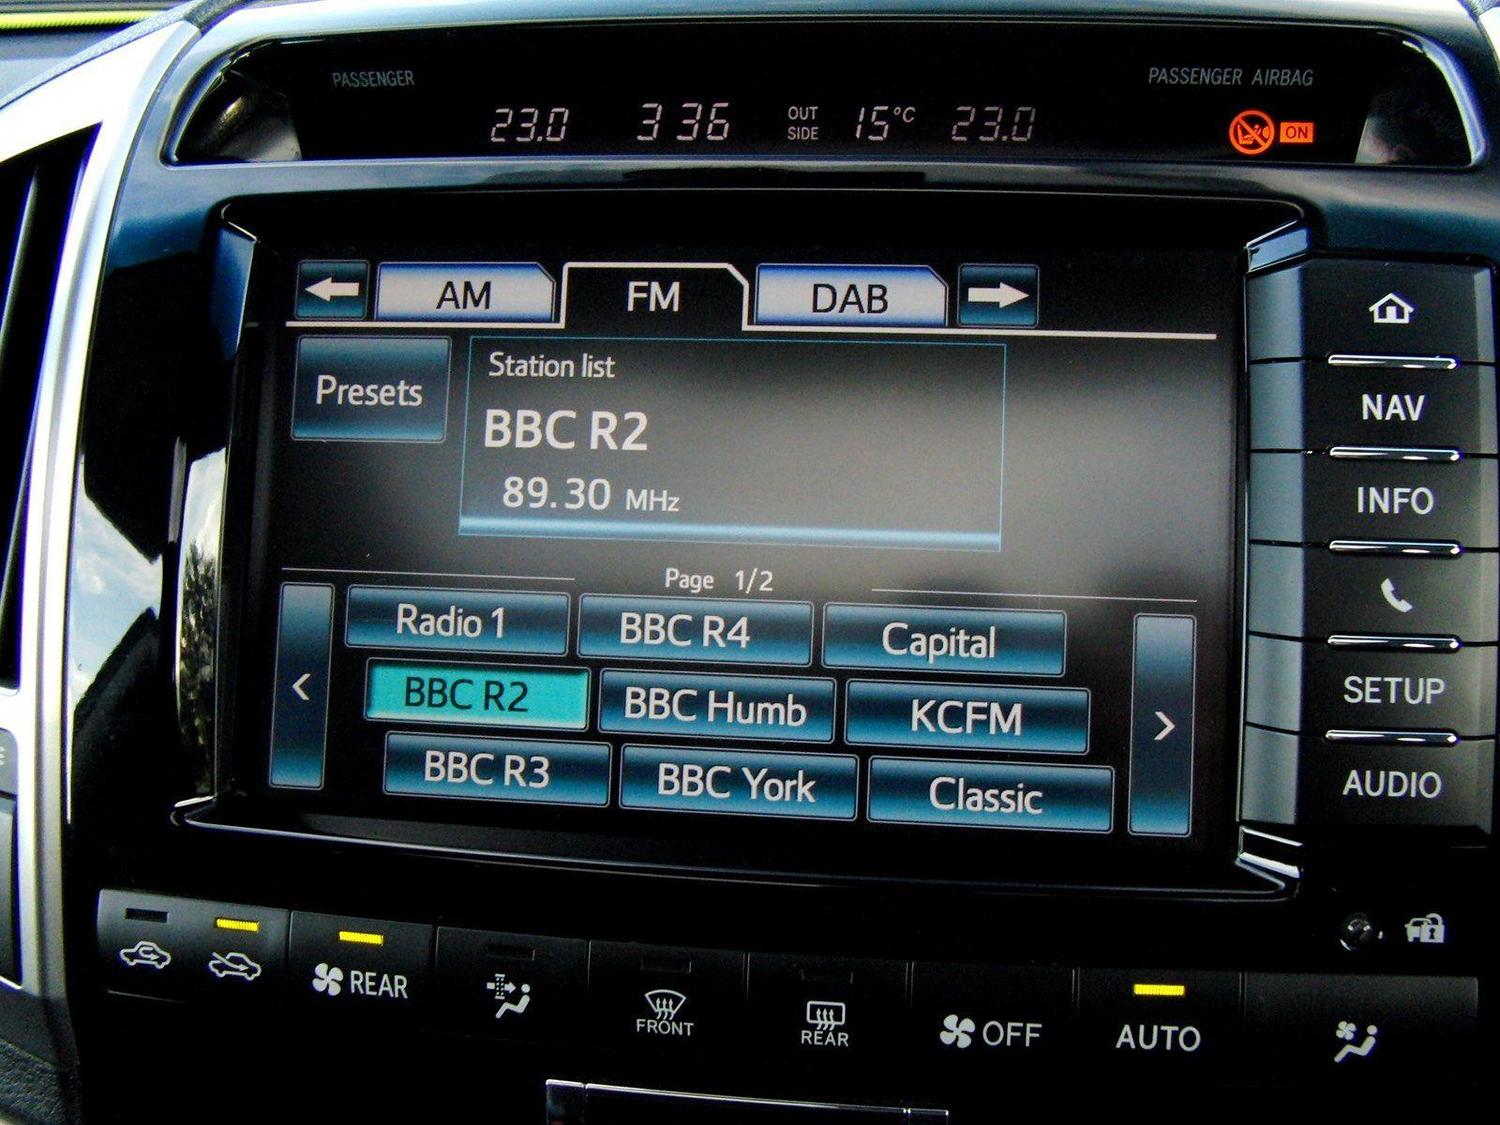 PASSENGER
PASSENGER AIRBAG
23.0 3 36 OUT SIDE 15°C 23.0
ON
AM FM DAB
Presets
Station list
BBC R2
89.30 MHz
Page 1/2
Radio 1 BBC R4 Capital
BBC R2 BBC Humb KCFM
BBC R3 BBC York Classic
NAV
INFO
SETUP
AUDIO
REAR
FRONT
REAR
OFF
AUTO